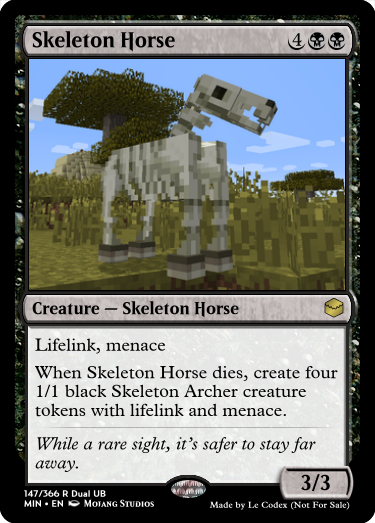 Skeleton Horse 4
Creature — Skeleton Horse
Lifelink, menace
When Skeleton Horse dies, create four
1/1 black Skeleton Archer creature
tokens with lifelink and menace.
While a rare sight, it's safer to stay far
away.
3/3
147/366 R Dual UB
MIN • EN Mojang Studios
Made by Le Codex (Not For Sale)